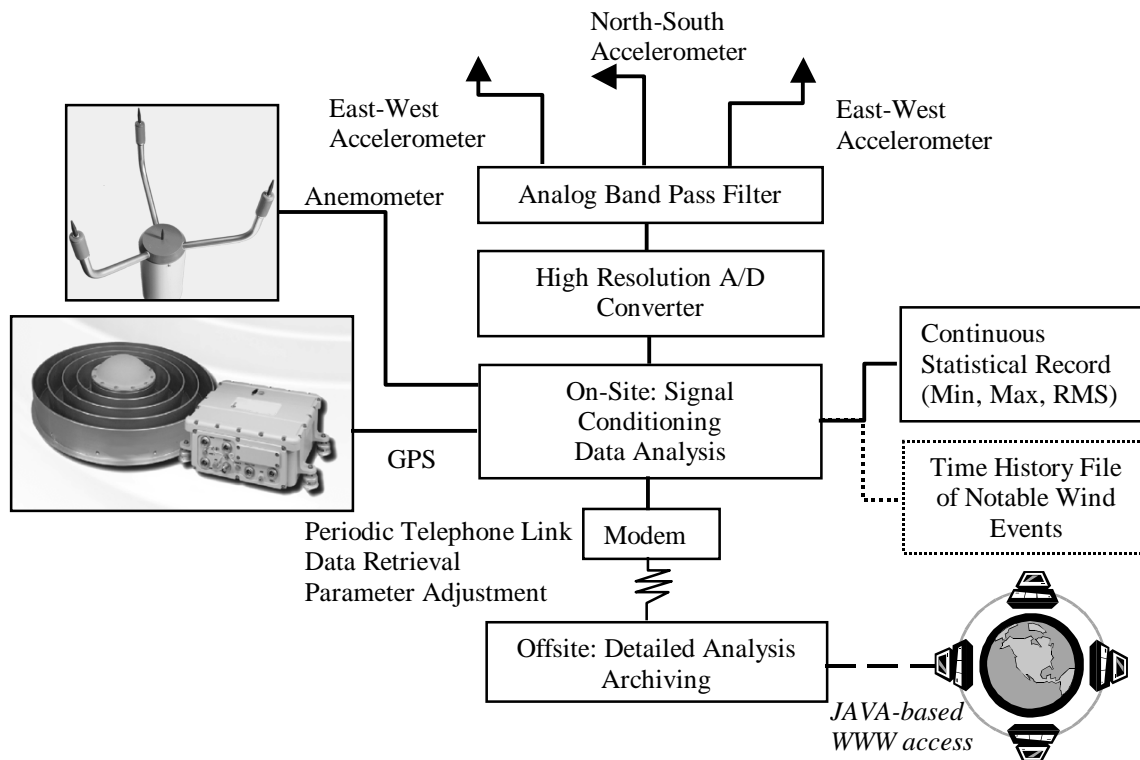 North-South
Accelerometer
East-West
Accelerometer
East-West
Accelerometer
Anemometer
Analog Band Pass Filter
High Resolution A/D
Converter
Continuous
Statistical Record
(Min, Max, RMS)
On-Site: Signal
Conditioning
Data Analysis
GPS
Time History File
of Notable Wind
Events
Periodic Telephone Link
Data Retrieval
Parameter Adjustment
Modem
Offsite: Detailed Analysis
Archiving
JAVA-based
WWW access